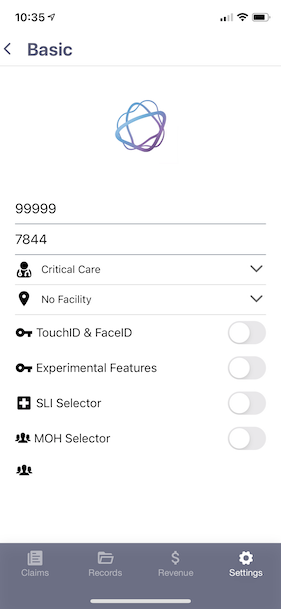 10:35
Basic
99999
7844
Critical Care
No Facility
TouchID & FaceID
Experimental Features
SLI Selector
MOH Selector
Claims Records Revenue Settings